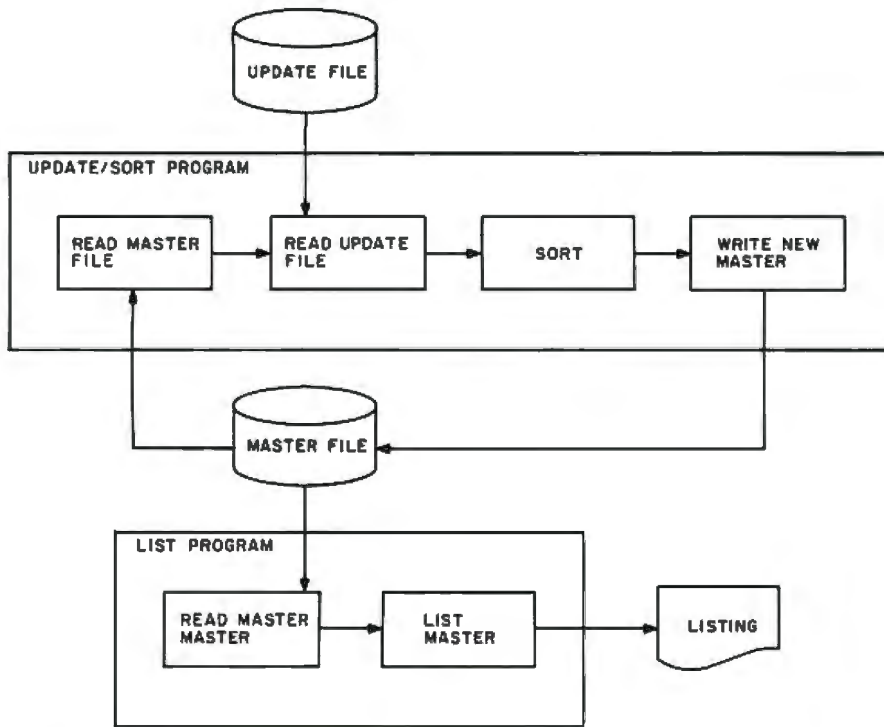 UPDATE FILE
UPDATE/SORT PROGRAM
READ MASTER
FILE
READ UPDATE
FILE
SORT
WRITE NEW
MASTER
MASTER FILE
LIST PROGRAM
READ MASTER
MASTER
LIST
MASTER
LISTING